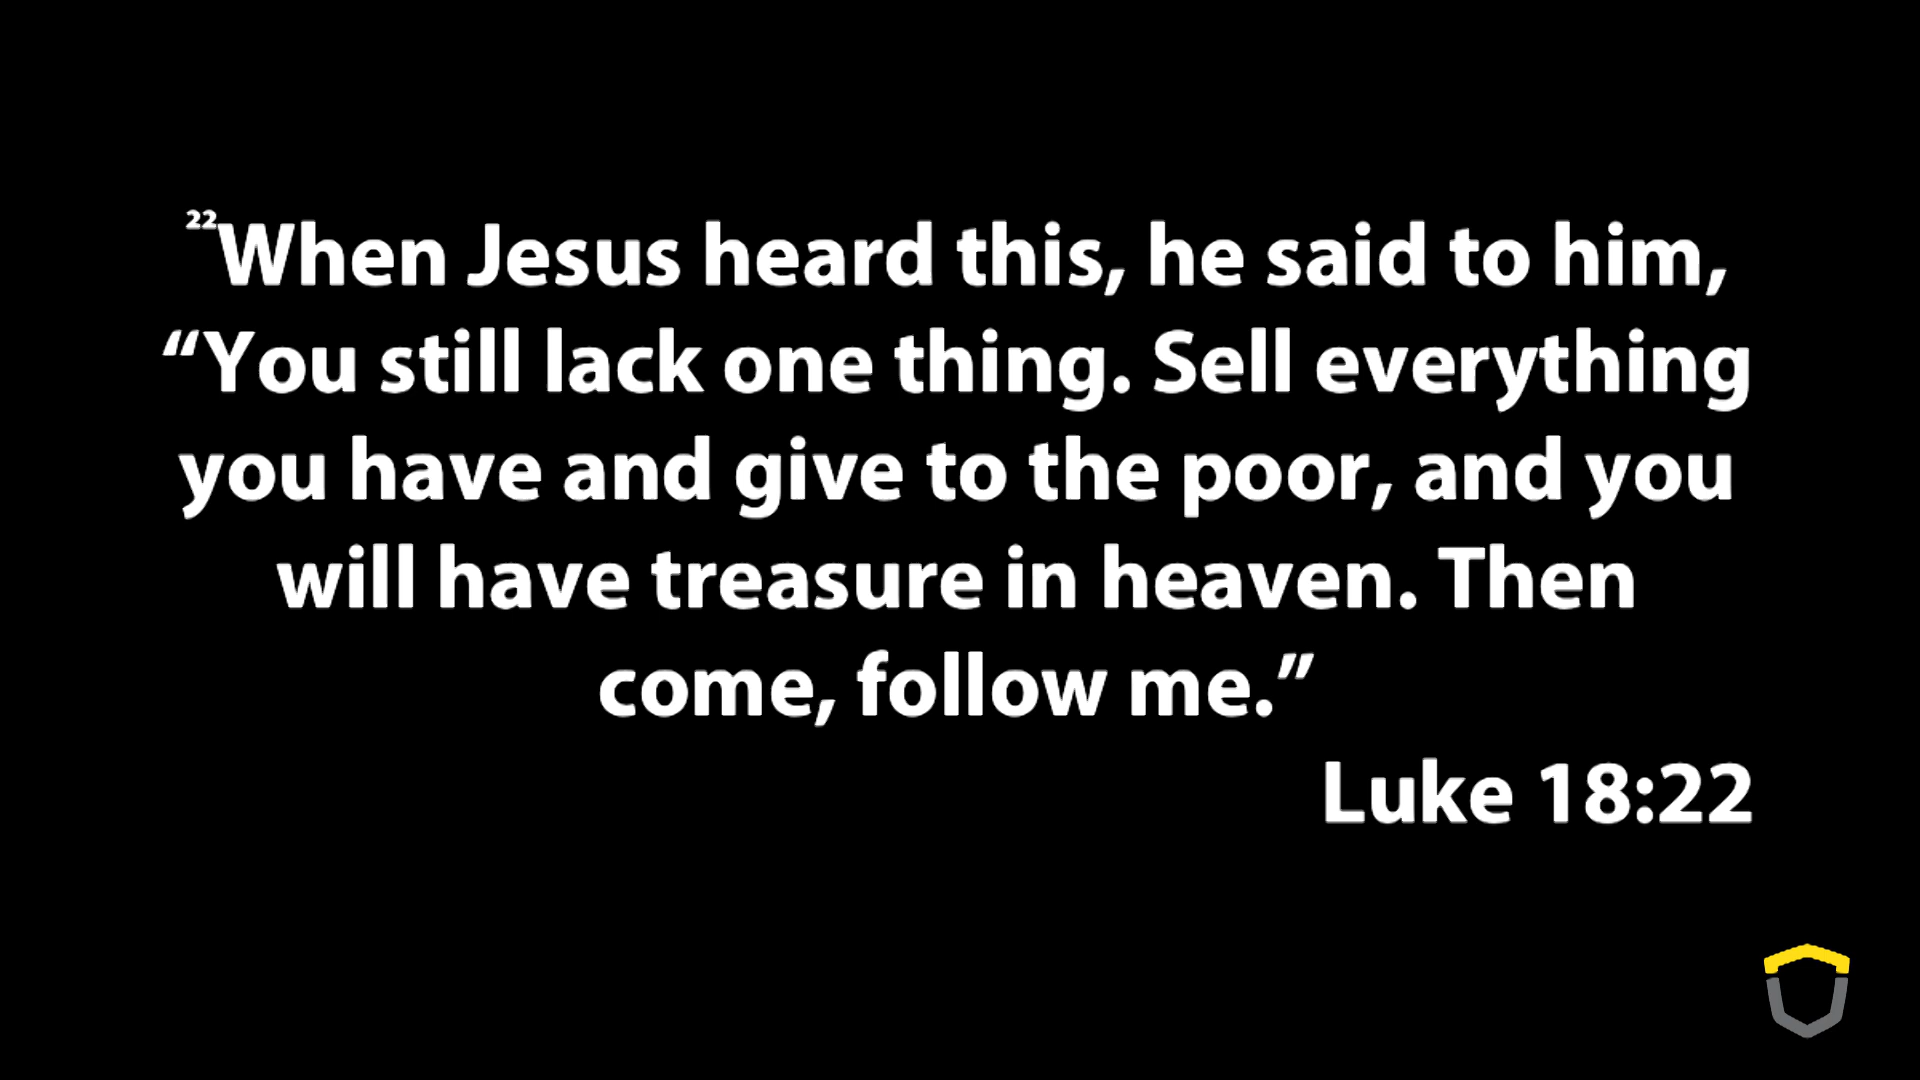 ²²When Jesus heard this, he said to him,
“You still lack one thing. Sell everything
you have and give to the poor, and you
will have treasure in heaven. Then
come, follow me.”
Luke 18:22